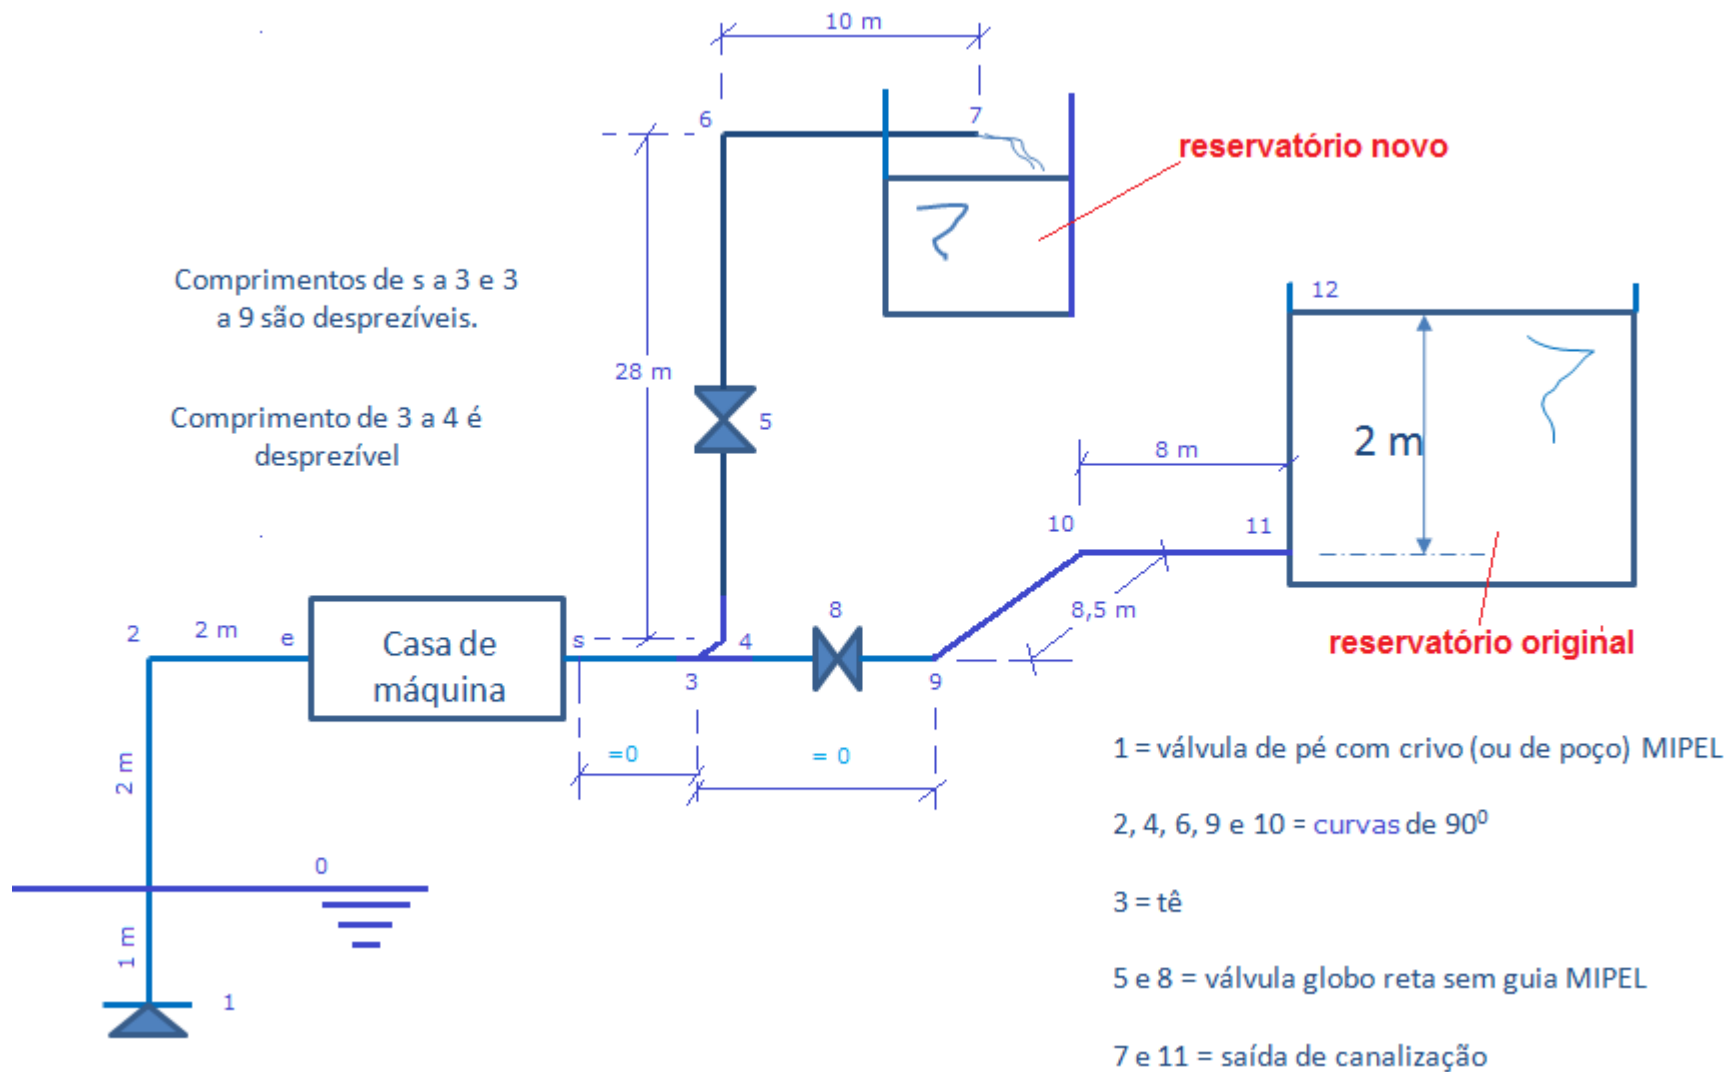 10 m
6
7
reservatório novo
Comprimentos de s a 3 e 3
a 9 são desprezíveis.
12
28 m
5
Comprimento de 3 a 4 é
desprezível
2 m
8 m
10
11
8,5 m
reservatório original
2
2 m
e
Casa de
máquina
s
4
8
3
9
=0
= 0
2 m
1 = válvula de pé com crivo (ou de poço) MIPEL
2, 4, 6, 9 e 10 = curvas de 90⁰
0
3 = tê
1 m
1
5 e 8 = válvula globo reta sem guia MIPEL
7 e 11 = saída de canalização